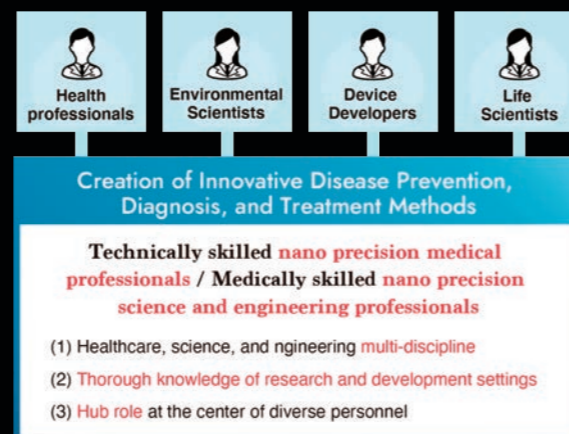 Health
professionals
Environmental
Scientists
Device
Developers
Life
Scientists
Creation of Innovative Disease Prevention,
Diagnosis, and Treatment Methods
Technically skilled nano precision medical
professionals / Medically skilled nano precision
science and engineering professionals
(1) Healthcare, science, and ngineering multi-discipline
(2) Thorough knowledge of research and development settings
(3) Hub role at the center of diverse personnel